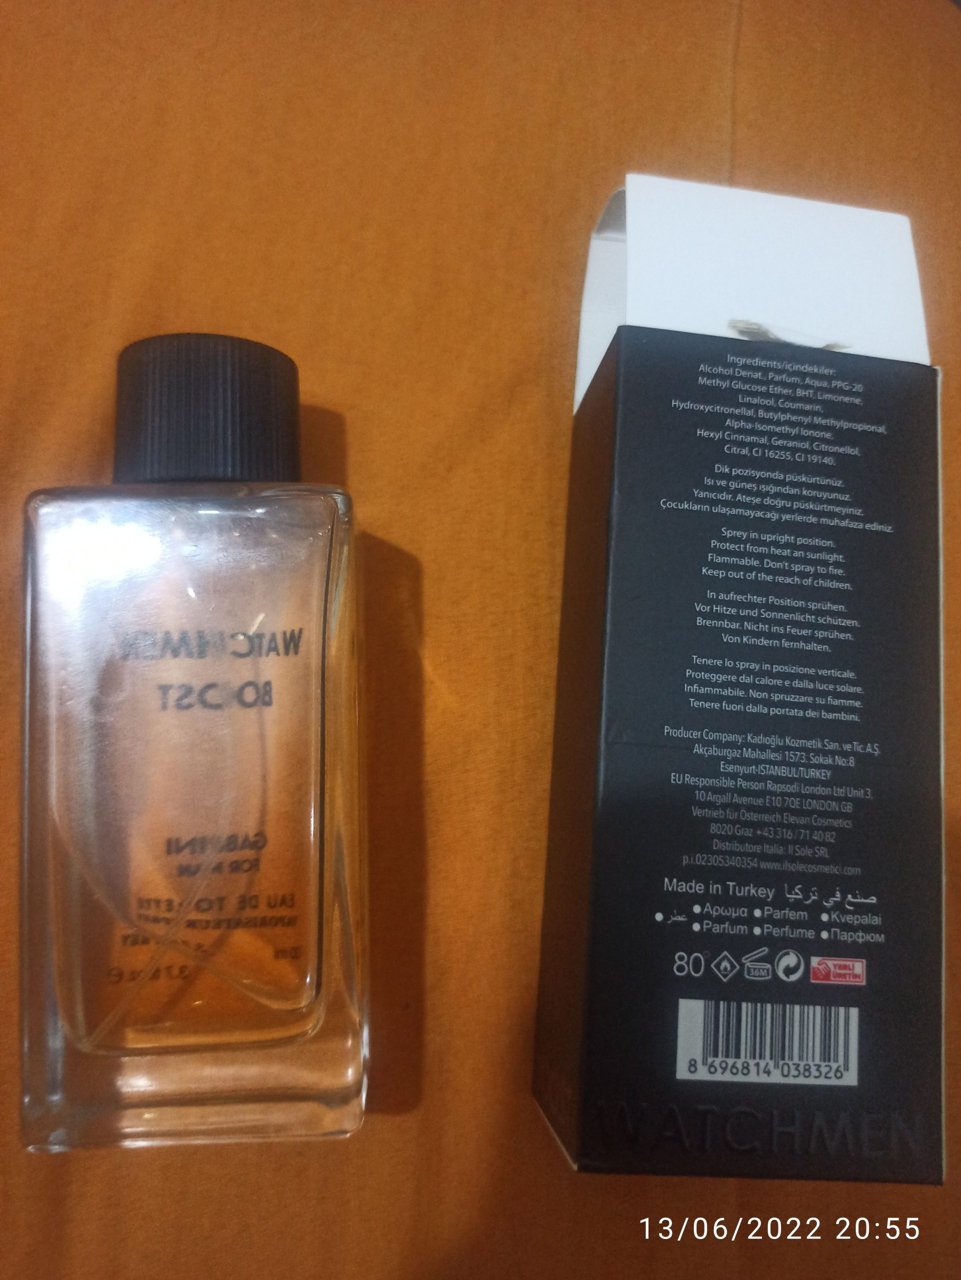 WATCHMEN
BOOST
GABRINI
FOR MAN
EAU DE TOILETTE
Ingredients/içindekiler:
Alcohol Denat., Parfum, Aqua, PPG-20
Methyl Glucose Ether, BHT, Limonene,
Linalool, Coumarin,
Hydroxycitronellal, Butylphenyl Methylpropional,
Alpha-Isomethyl Ionone,
Hexyl Cinnamal, Geraniol, Citronellol,
Citral, CI 16255, CI 19140.
Dik pozisyonda püskürtünüz.
Isı ve güneş ışığından koruyunuz.
Yanıcıdır. Ateşe doğru püskürtmeyiniz.
Çocukların ulaşamayacağı yerlerde muhafaza ediniz.
Sprey in upright position.
Protect from heat an sunlight.
Flammable. Don't spray to fire.
Keep out of the reach of children.
In aufrechter Position sprühen.
Vor Hitze und Sonnenlicht schützen.
Brennbar. Nicht ins Feuer sprühen.
Von Kindern fernhalten.
Tenere lo spray in posizione verticale.
Proteggere dal calore e dalla luce solare.
Infiammabile. Non spruzzare su fiamme.
Tenere fuori dalla portata dei bambini.
Producer Company: Kadıoğlu Kozmetik San. ve Tic A.Ş.
Akçaburgaz Mahallesi 1573. Sokak No:8
Esenyurt-ISTANBUL/TURKEY
EU Responsible Person Rapsodi London Ltd Unit 3,
10 Argall Avenue E10 7QE LONDON GB
Vertrieb für Österreich Elevan Cosmetics
8020 Graz +43 316 / 71 40 82
Distributore Italia: Il Sole SRL
p.i.02305340354 www.ilsolecosmetici.com
Made in Turkey صنع في تركيا
● عطر ● Αρωμα ● Parfem ● Kvepalai
● Parfum ● Perfume ● Парфюм
80° 36M YERLİ ÜRETİM
8 696814 038326
WATCHMEN
13/06/2022 20:55